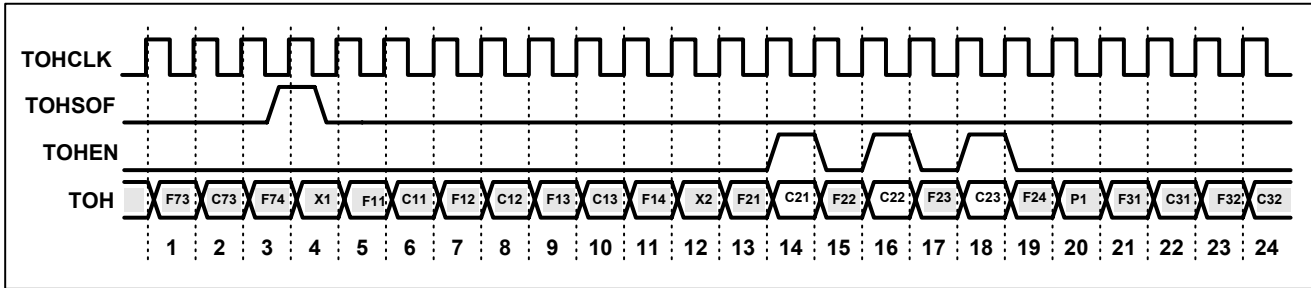 TOHCLK
TOHSOF
TOHEN
TOH F73 C73 F74 X1 F11 C11 F12 C12 F13 C13 F14 X2 F21 C21 F22 C22 F23 C23 F24 P1 F31 C31 F32 C32
1 2 3 4 5 6 7 8 9 10 11 12 13 14 15 16 17 18 19 20 21 22 23 24